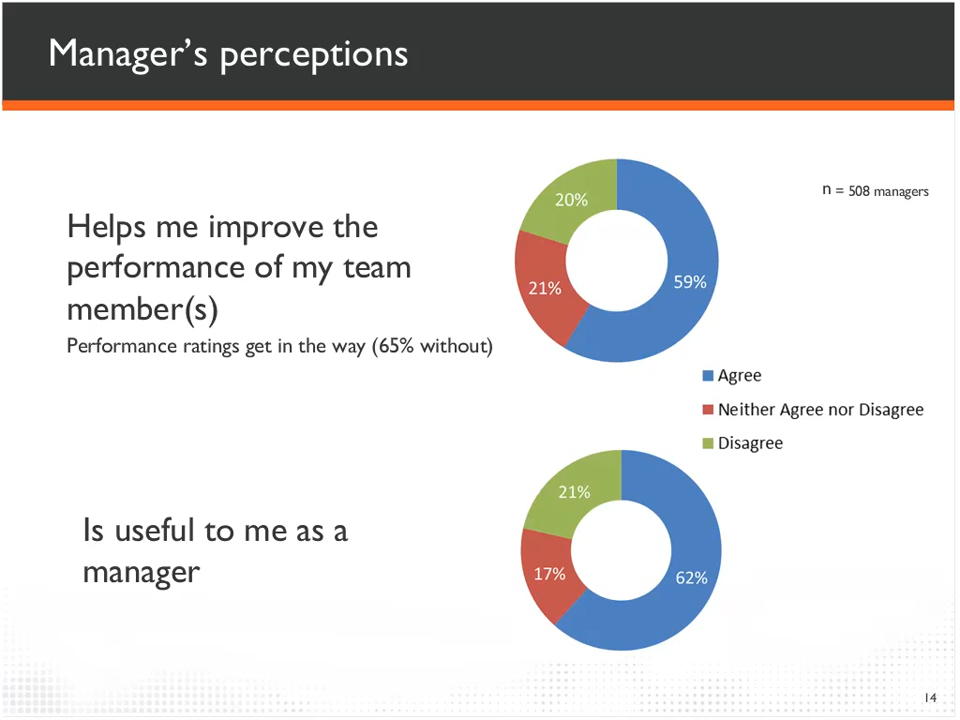 Manager’s perceptions
n = 508 managers
Helps me improve the
performance of my team
member(s)
Performance ratings get in the way (65% without)
20%
21%
59%
Agree
Neither Agree nor Disagree
Disagree
Is useful to me as a
manager
21%
17%
62%
14